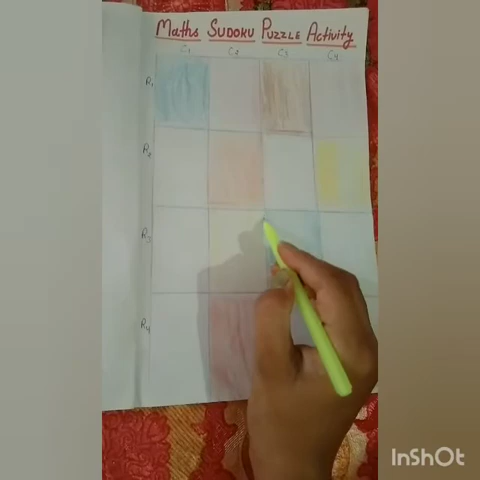 Maths Sudoku Puzzle Activity
C1 C2 C3 C4
R1
R2
R3
R4
InShOt